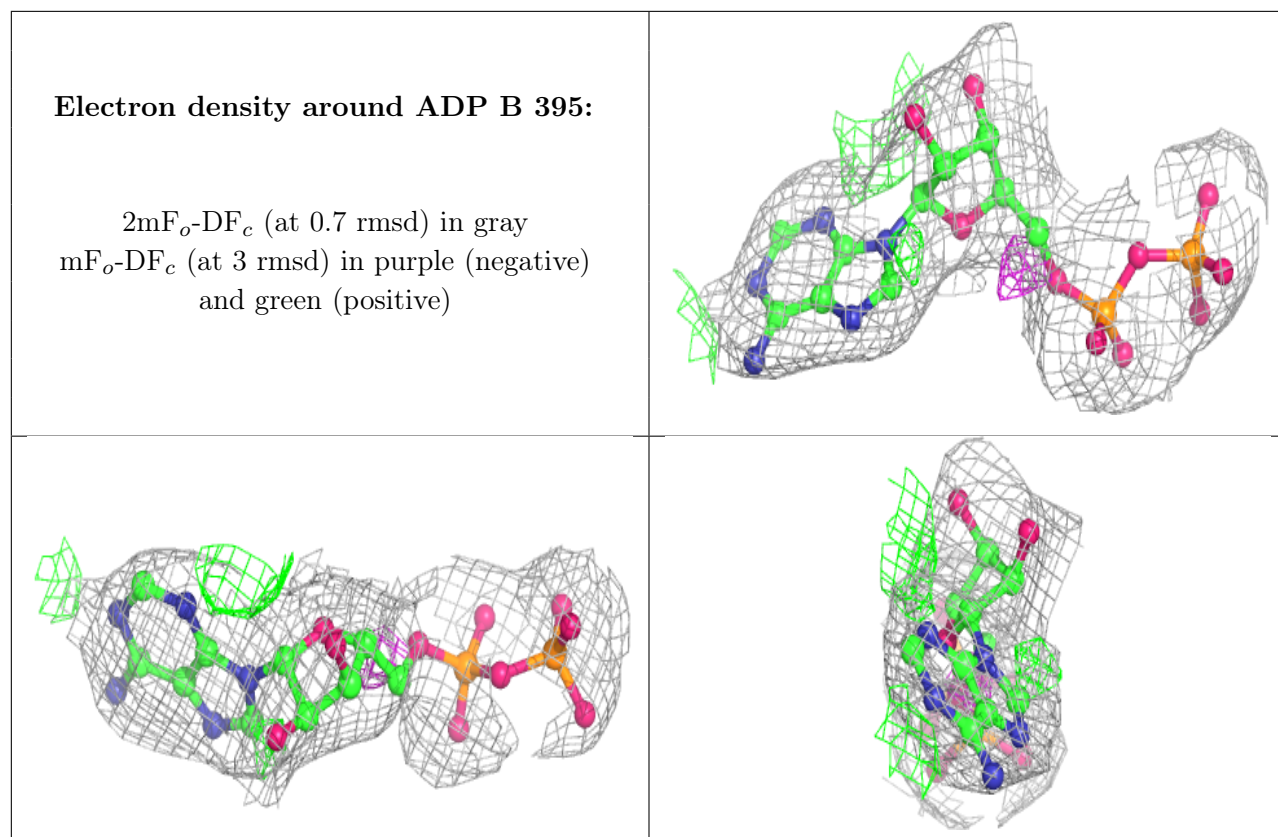 Electron density around ADP B 395:
2mFₒ-DF𝒸 (at 0.7 rmsd) in gray
mFₒ-DF𝒸 (at 3 rmsd) in purple (negative)
and green (positive)